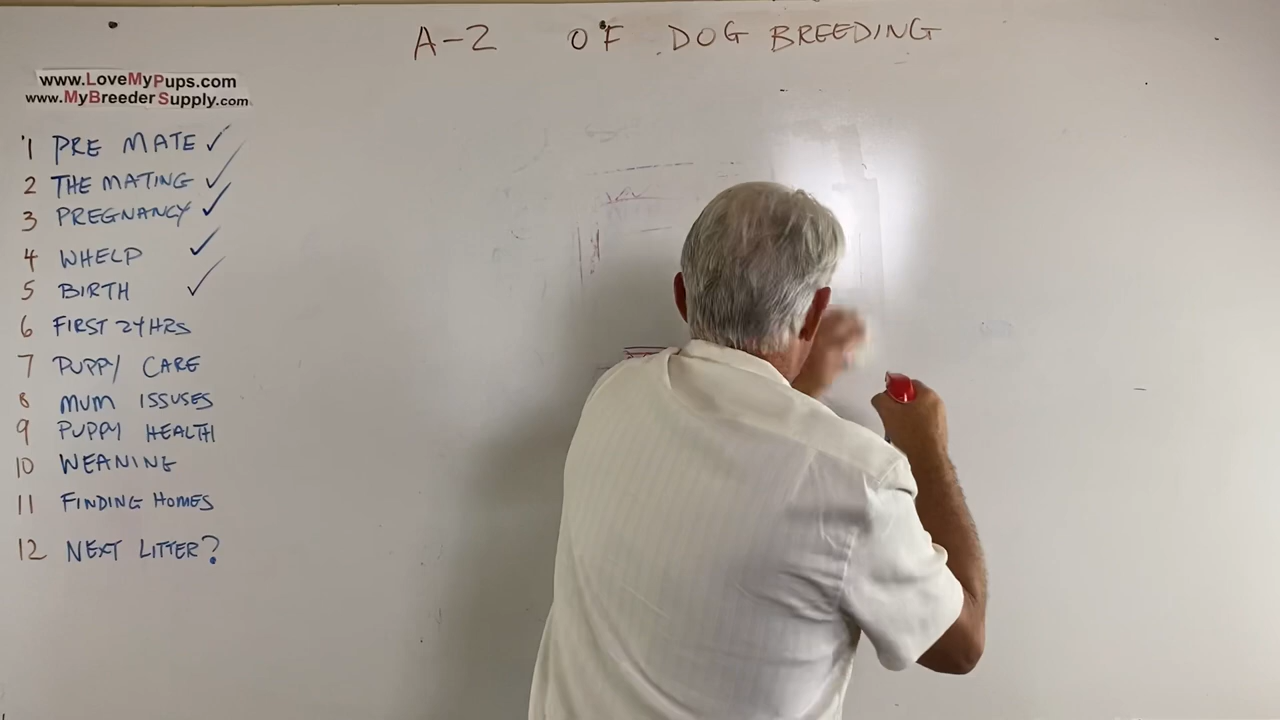 A-Z OF DOG BREEDING
www.LoveMyPups.com
www.MyBreederSupply.com
1 PRE MATE ✓
2 THE MATING ✓
3 PREGNANCY ✓
4 WHELP ✓
5 BIRTH ✓
6 FIRST 24HRS
7 PUPPY CARE
8 MUM ISSUSES
9 PUPPY HEALTH
10 WEANING
11 FINDING HOMES
12 NEXT LITTER?